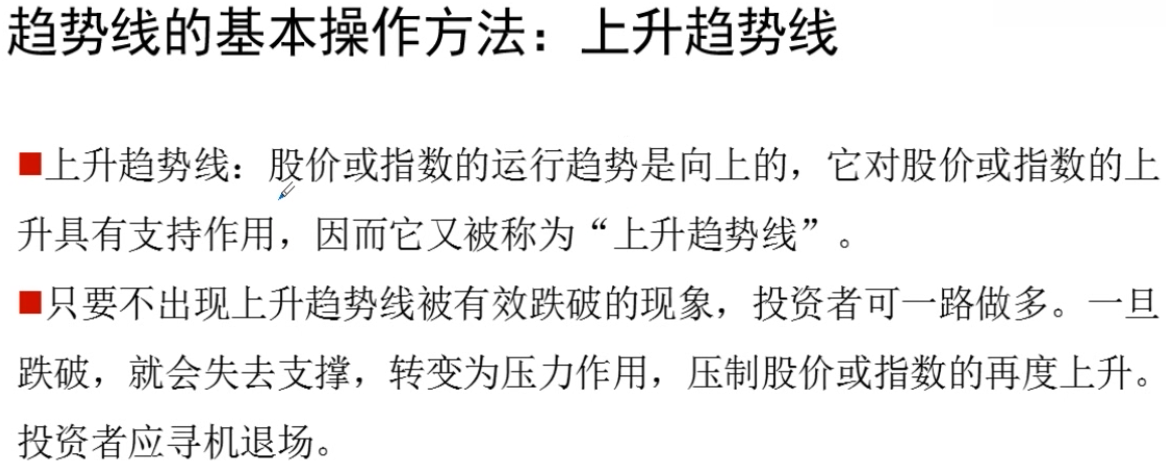 趋势线的基本操作方法：上升趋势线
■上升趋势线：股价或指数的运行趋势是向上的，它对股价或指数的上
升具有支持作用，因而它又被称为“上升趋势线”。
■只要不出现上升趋势线被有效跌破的现象，投资者可一路做多。一旦
跌破，就会失去支撑，转变为压力作用，压制股价或指数的再度上升。
投资者应寻机退场。